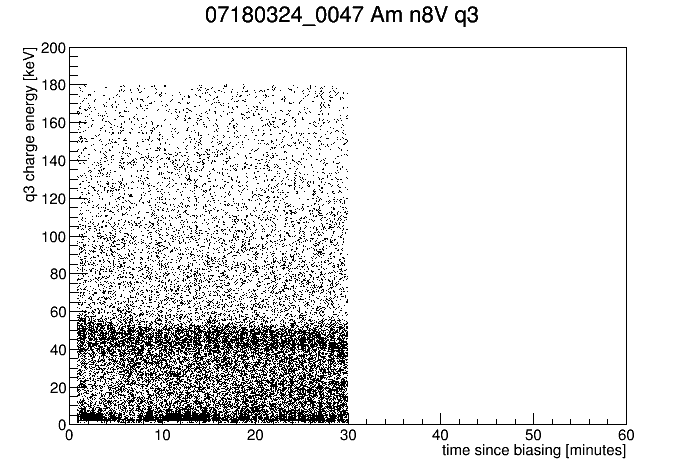 07180324_0047 Am n8V q3
q3 charge energy [keV]
200
180
160
140
120
100
80
60
40
20
0
0 10 20 30 40 50 60
time since biasing [minutes]